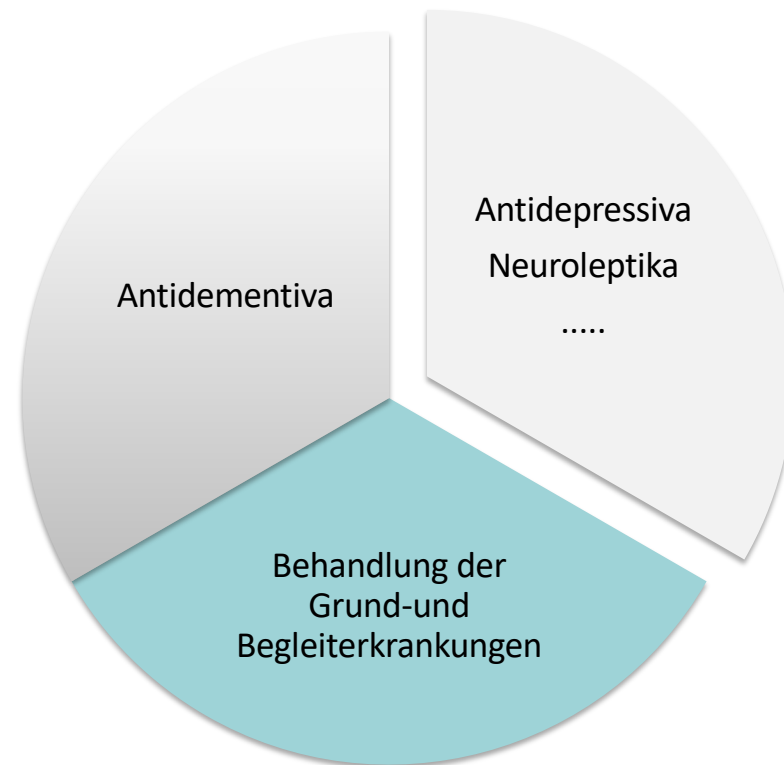 Antidepressiva
Neuroleptika
.....
Antidementiva
Behandlung der
Grund-und
Begleiterkrankungen